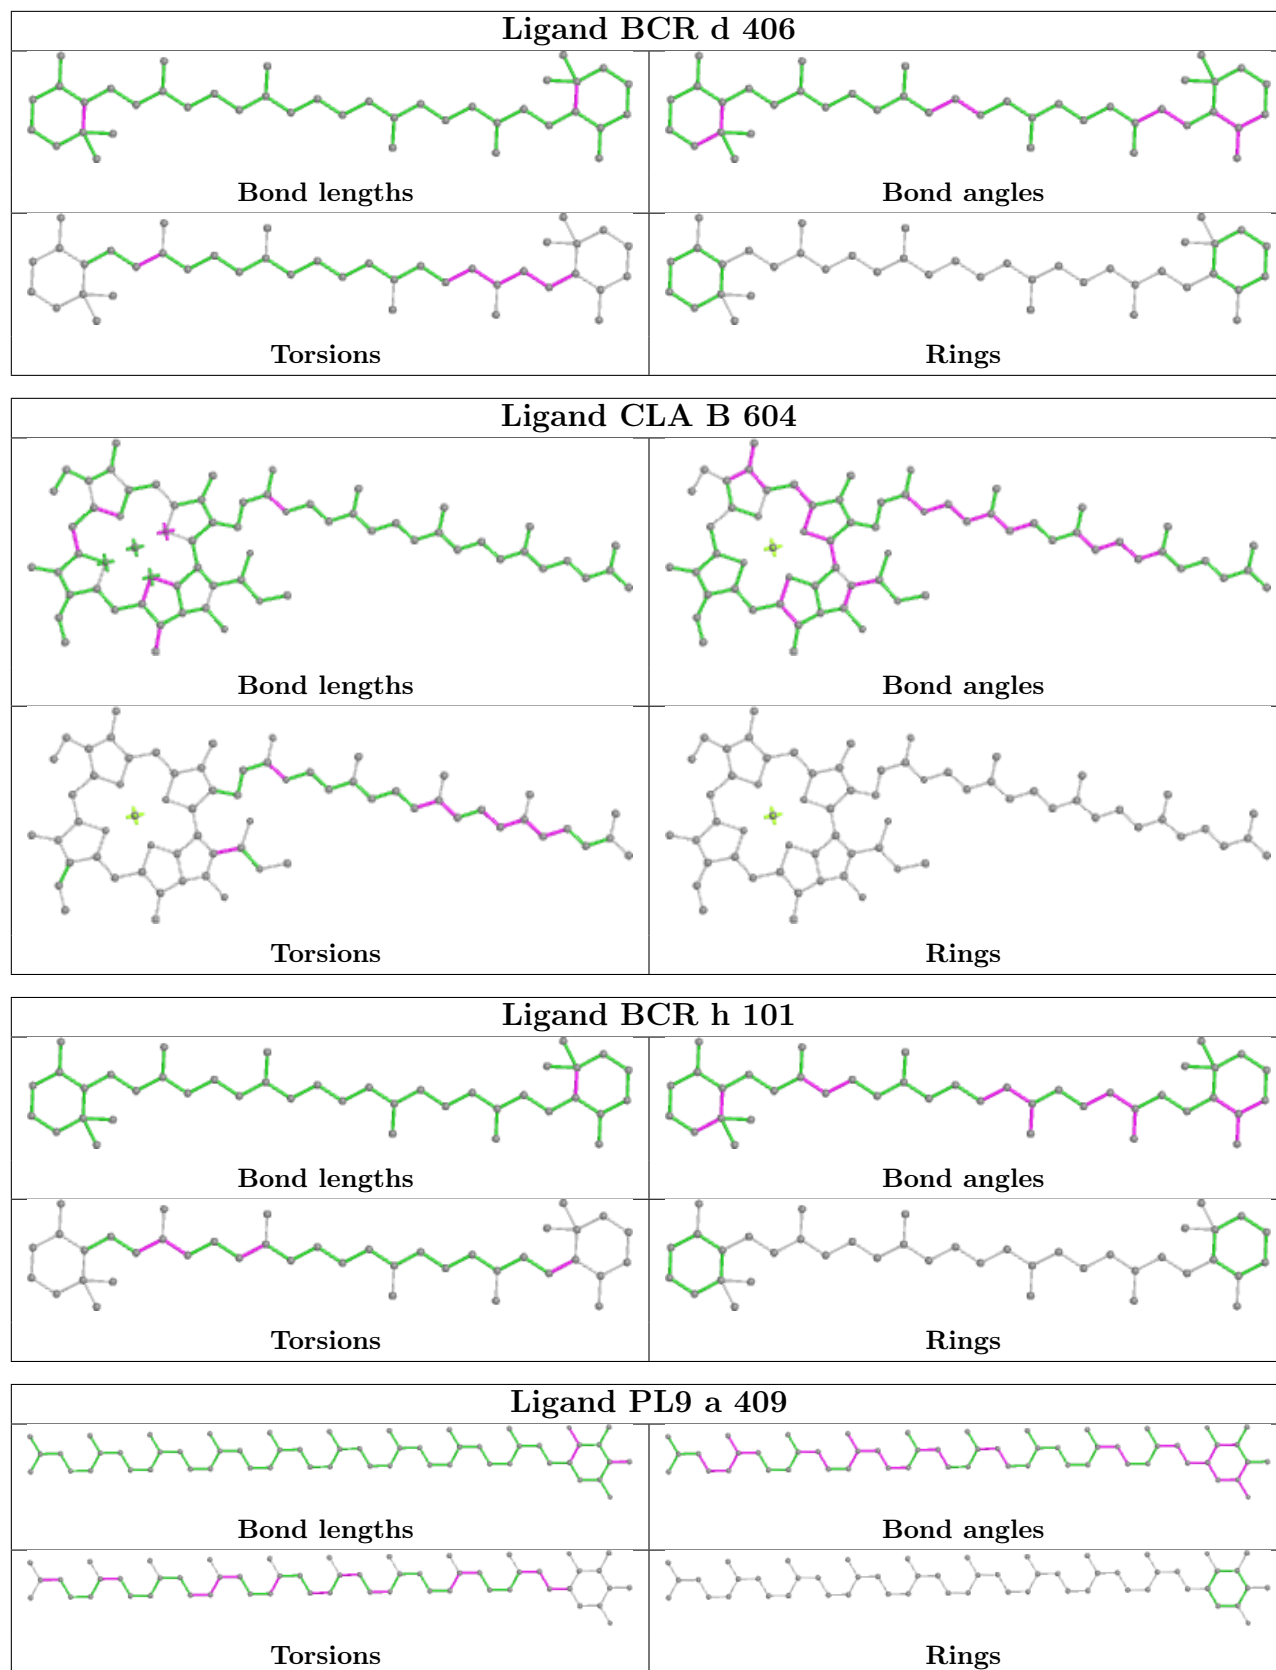 Ligand BCR d 406
Bond lengths
Bond angles
Torsions
Rings
Ligand CLA B 604
Bond lengths
Bond angles
Torsions
Rings
Ligand BCR h 101
Bond lengths
Bond angles
Torsions
Rings
Ligand PL9 a 409
Bond lengths
Bond angles
Torsions
Rings